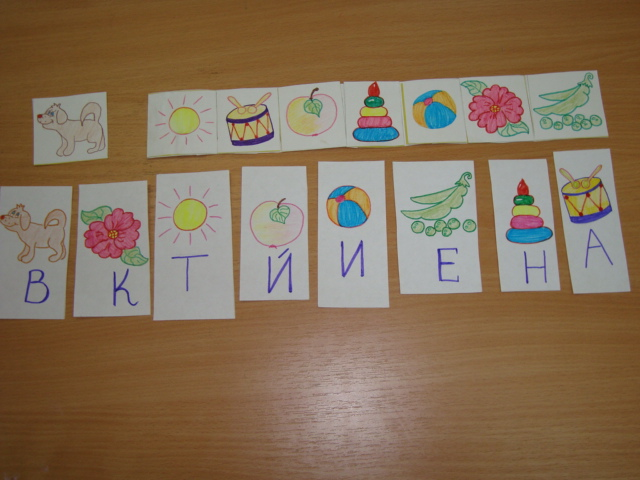 В К Т Й И Е Н А